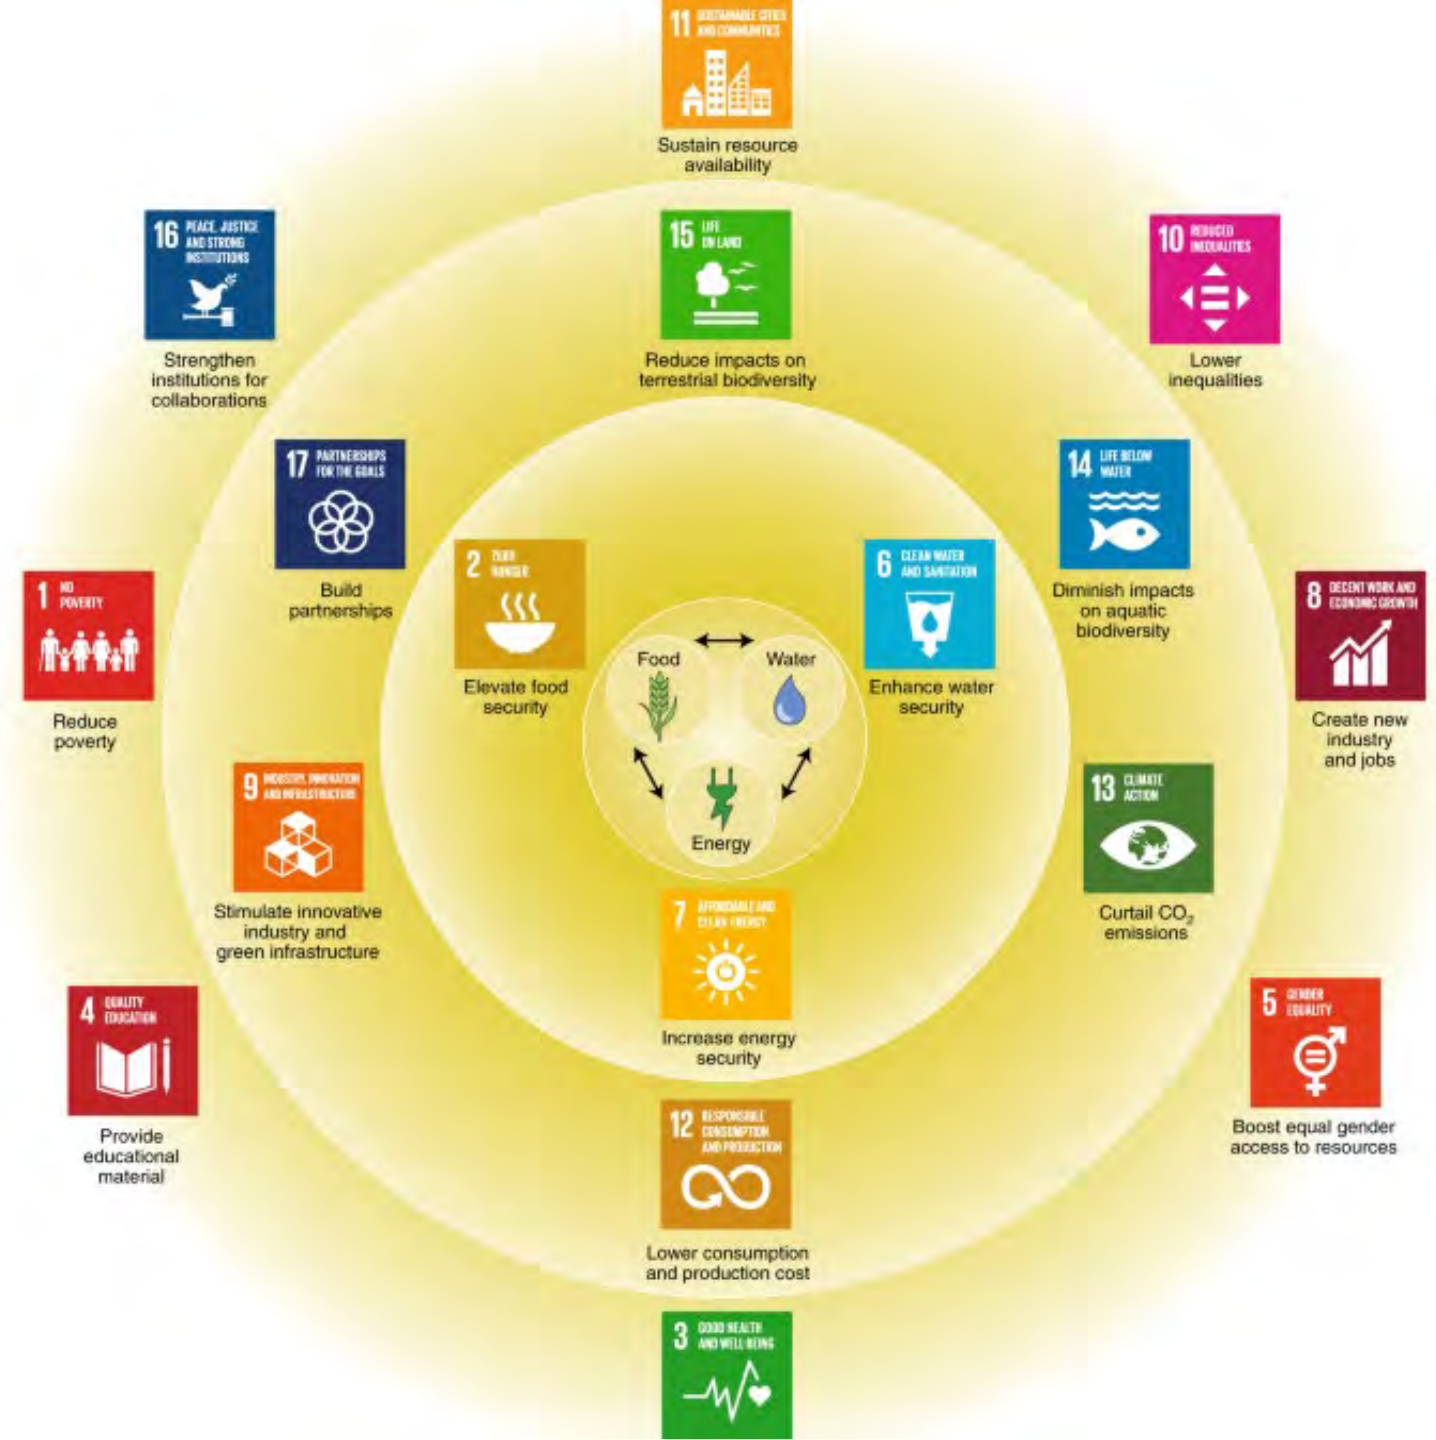 11 SUSTAINABLE CITIES
AND COMMUNITIES
Sustain resource
availability
16 PEACE, JUSTICE
AND STRONG
INSTITUTIONS
Strengthen
institutions for
collaborations
15 LIFE
ON LAND
Reduce impacts on
terrestrial biodiversity
10 REDUCED
INEQUALITIES
Lower
inequalities
17 PARTNERSHIPS
FOR THE GOALS
Build
partnerships
14 LIFE BELOW
WATER
Diminish impacts
on aquatic
biodiversity
2 ZERO
HUNGER
Elevate food
security
6 CLEAN WATER
AND SANITATION
Enhance water
security
1 NO
POVERTY
Reduce
poverty
8 DECENT WORK AND
ECONOMIC GROWTH
Create new
industry
and jobs
Food
Water
Energy
9 INDUSTRY, INNOVATION
AND INFRASTRUCTURE
Stimulate innovative
industry and
green infrastructure
13 CLIMATE
ACTION
Curtail CO₂
emissions
7 AFFORDABLE AND
CLEAN ENERGY
Increase energy
security
4 QUALITY
EDUCATION
Provide
educational
material
5 GENDER
EQUALITY
Boost equal gender
access to resources
12 RESPONSIBLE
CONSUMPTION
AND PRODUCTION
Lower consumption
and production cost
3 GOOD HEALTH
AND WELL-BEING